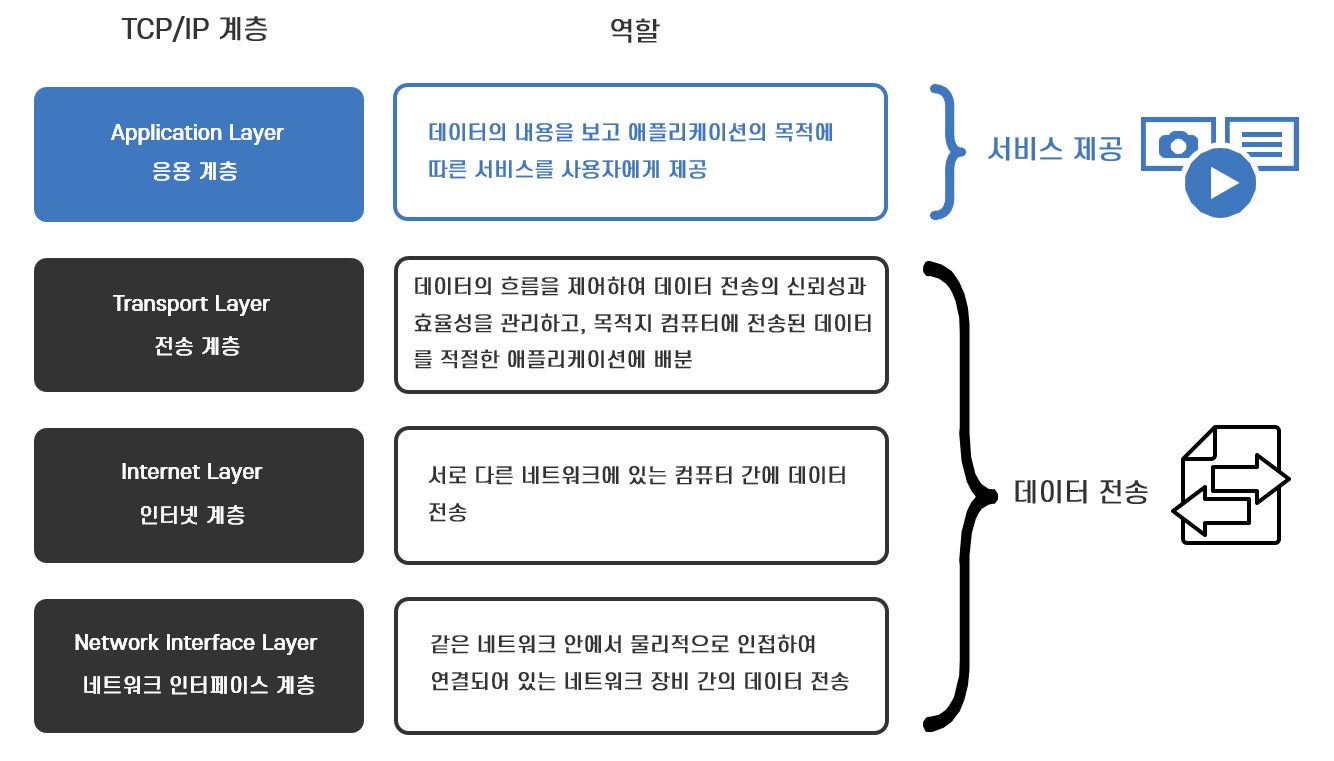 TCP/IP 계층
역할
Application Layer
응용 계층
데이터의 내용을 보고 애플리케이션의 목적에
따른 서비스를 사용자에게 제공
서비스 제공
Transport Layer
전송 계층
데이터의 흐름을 제어하여 데이터 전송의 신뢰성과
효율성을 관리하고, 목적지 컴퓨터에 전송된 데이터
를 적절한 애플리케이션에 배분
Internet Layer
인터넷 계층
서로 다른 네트워크에 있는 컴퓨터 간에 데이터
전송
데이터 전송
Network Interface Layer
네트워크 인터페이스 계층
같은 네트워크 안에서 물리적으로 인접하여
연결되어 있는 네트워크 장비 간의 데이터 전송